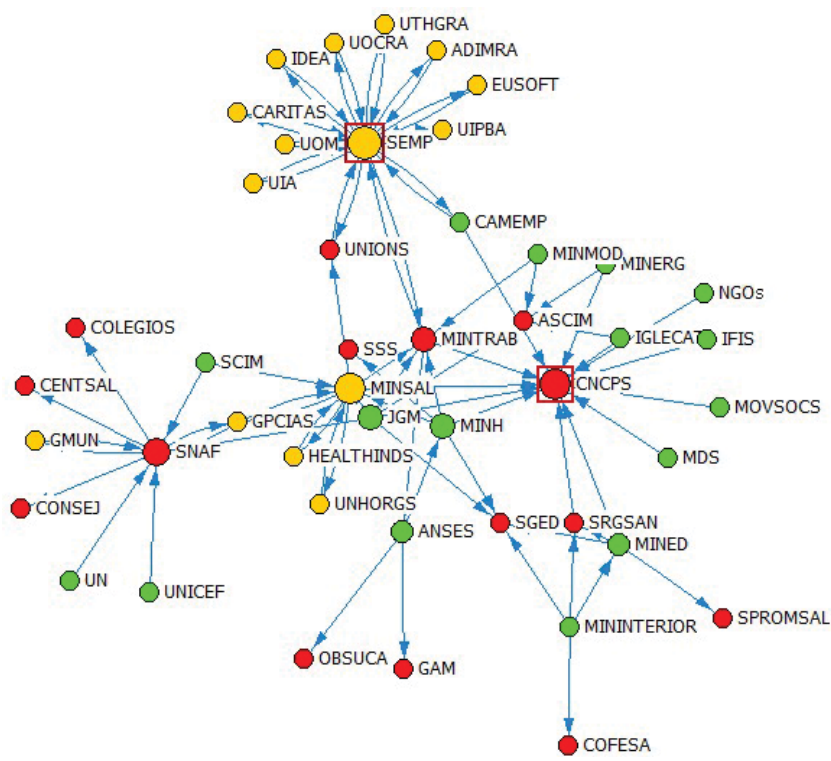 UTHGRA
UOCRA
ADIMRA
IDEA
EUSOFT
CARITAS
UIPBA
UOM
SEMP
UIA
CAMEMP
UNIONS
MINMOD
MINERG
NGOs
ASCIM
COLEGIOS
MINTRAB
IGLECAT
IFIS
SSS
SCIM
CENTSAL
MINSAL
CNCPS
MOVSOCS
GPCIAS
JGM
MINH
GMUN
SNAF
HEALTHINDS
MDS
UNHORGS
CONSEJ
SGED
SRGSAN
ANSES
MINED
UN
UNICEF
SPROMSAL
MININTERIOR
OBSUCA
GAM
COFESA